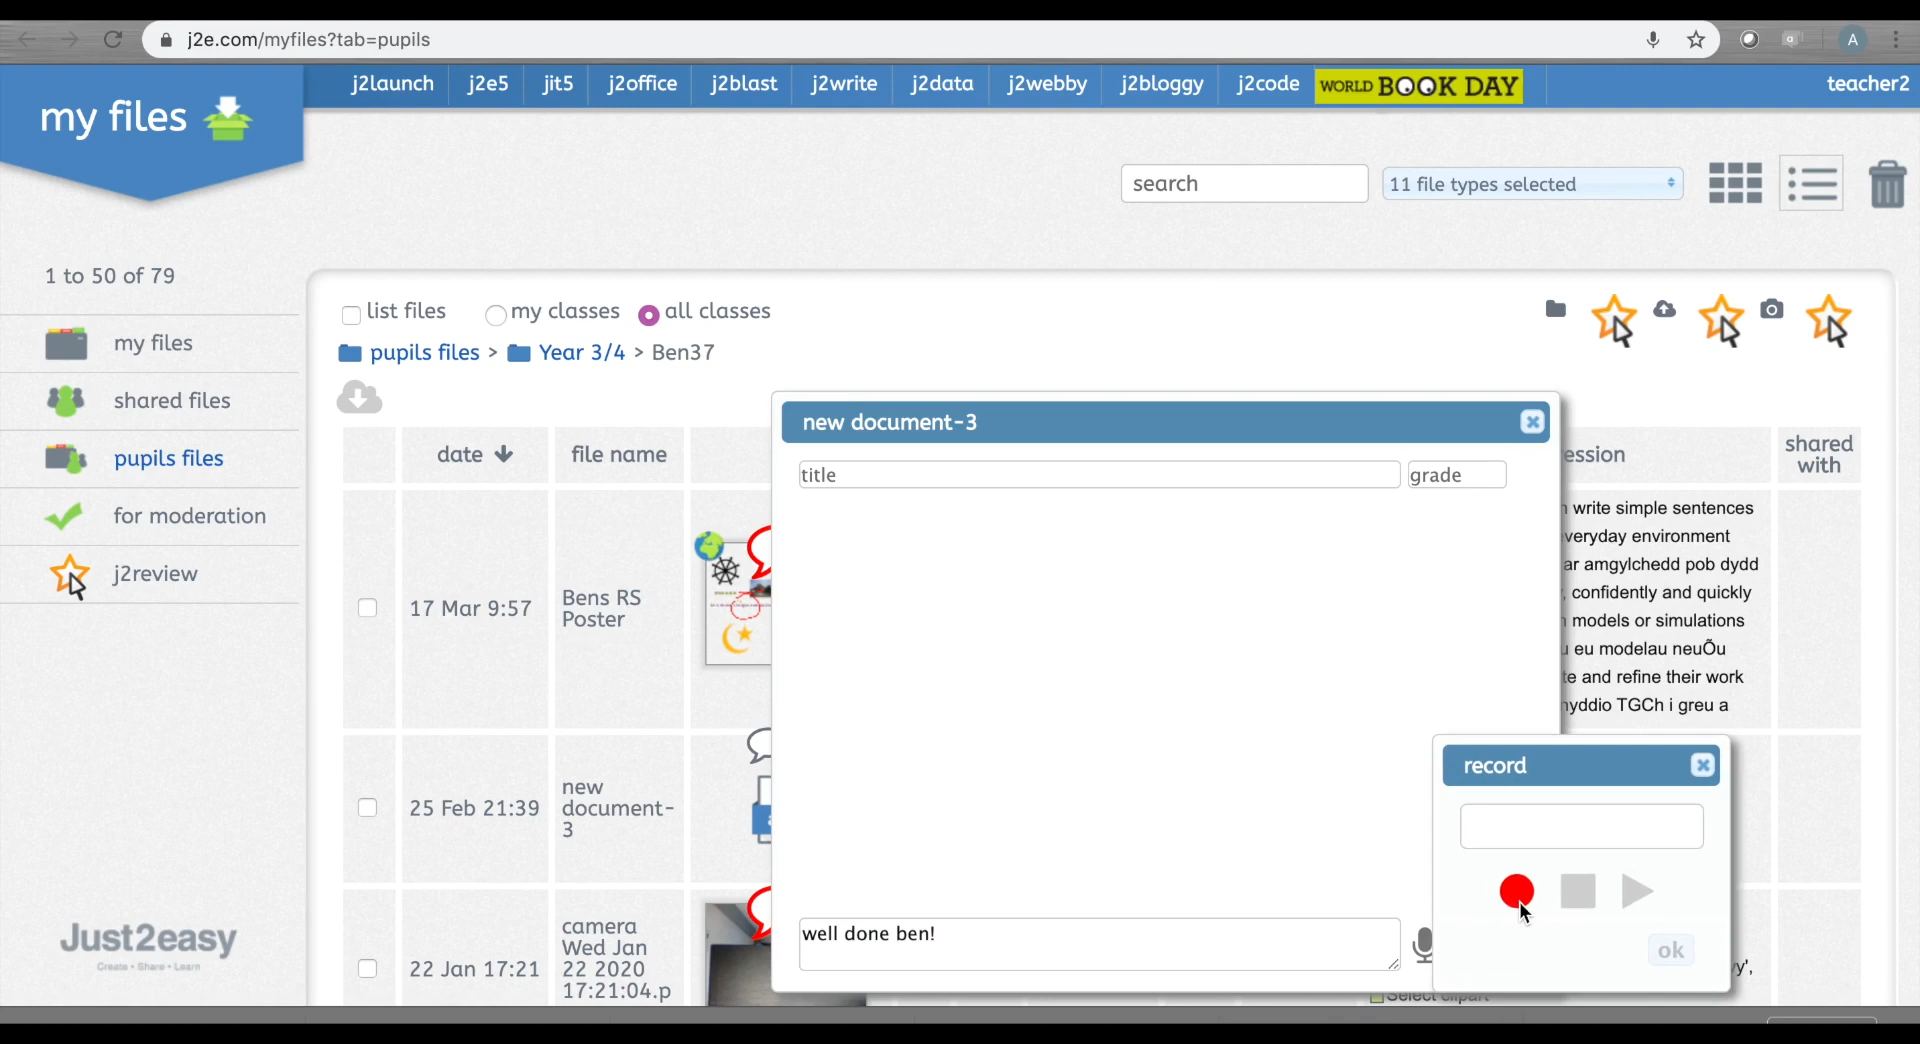 j2e.com/myfiles?tab=pupils
A
my files
j2launch
j2e5
jit5
j2office
j2blast
j2write
j2data
j2webby
j2bloggy
j2code
WORLD BOOK DAY
teacher2
search
11 file types selected
1 to 50 of 79
my files
shared files
pupils files
for moderation
j2review
list files
my classes
all classes
pupils files > Year 3/4 > Ben37
date
file name
ession
shared
with
17 Mar 9:57
Bens RS
Poster
write simple sentences
veryday environment
ar amgylchedd pob dydd
, confidently and quickly
models or simulations
u eu modelau neuÕu
te and refine their work
yddio TGCh i greu a
25 Feb 21:39
new
document-
3
22 Jan 17:21
camera
Wed Jan
22 2020
17:21:04.p
new document-3
title
grade
well done ben!
record
ok
y',
Select clipart
Just2easy
Create • Share • Learn